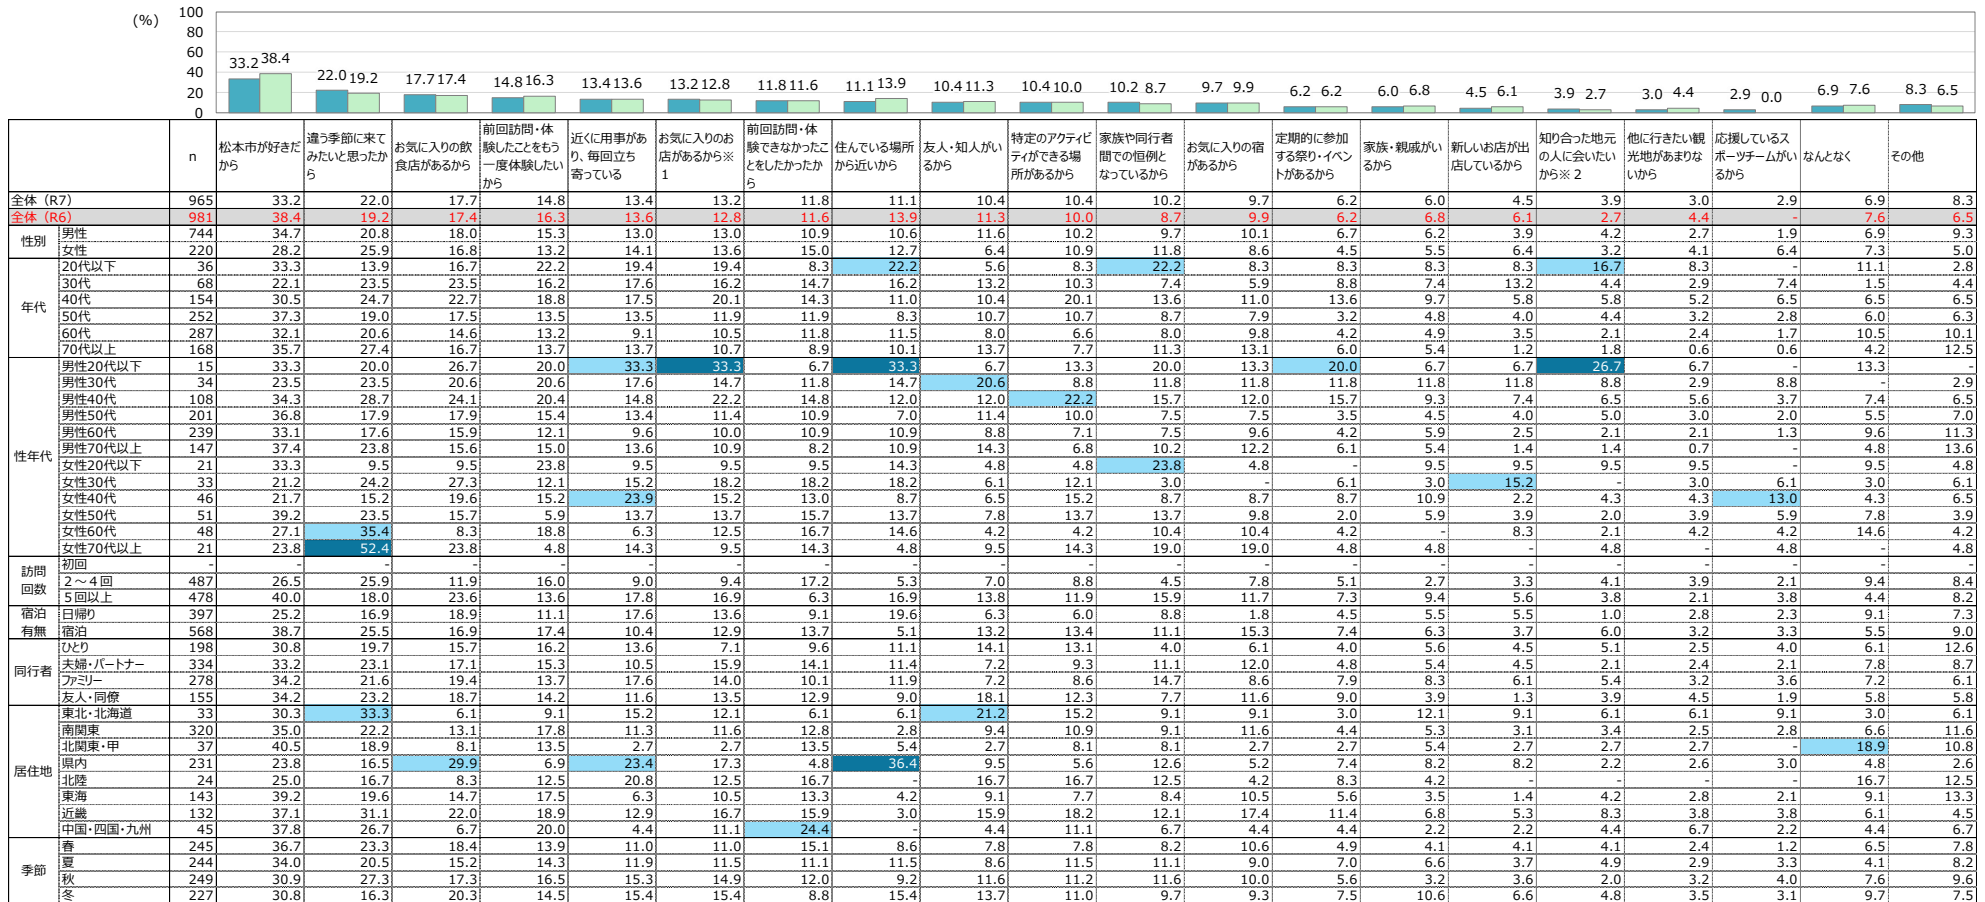 (%)
100
80
60
40
20
0
33.2 38.4 22.0 19.2 17.7 17.4 14.8 16.3 13.4 13.6 13.2 12.8 11.8 11.6 11.1 13.9 10.4 11.3 10.4 10.0 10.2 8.7 9.7 9.9 6.2 6.2 6.0 6.8 4.5 6.1 3.9 2.7 3.0 4.4 2.9 0.0 6.9 7.6 8.3 6.5
n
松本市が好きだから
違う季節に来てみたいと思ったから
お気に入りの飲食店があるから
前回訪問・体験したことをもう一度体験したいから
近くに用事があり、毎回立ち寄っている
お気に入りのお店があるから※1
前回訪問・体験できなかったことをしたかったから
住んでいる場所から近いから
友人・知人がいるから
特定のアクティビティができる場所があるから
家族や同行者間での恒例となっているから
お気に入りの宿があるから
定期的に参加する祭り・イベントがあるから
家族・親戚がいるから
新しいお店が出店しているから
知り合った地元の人に会いたいから※2
他に行きたい観光地があまりないから
応援しているスポーツチームがいるから
なんとなく
その他
全体（R7） 965 33.2 22.0 17.7 14.8 13.4 13.2 11.8 11.1 10.4 10.4 10.2 9.7 6.2 6.0 4.5 3.9 3.0 2.9 6.9 8.3
全体（R6） 981 38.4 19.2 17.4 16.3 13.6 12.8 11.6 13.9 11.3 10.0 8.7 9.9 6.2 6.8 6.1 2.7 4.4 - 7.6 6.5
性別 男性 744 34.7 20.8 18.0 15.3 13.0 13.0 10.9 10.6 11.6 10.2 9.7 10.1 6.7 6.2 3.9 4.2 2.7 1.9 6.9 9.3
女性 220 28.2 25.9 16.8 13.2 14.1 13.6 15.0 12.7 6.4 10.9 11.8 8.6 4.5 5.5 6.4 3.2 4.1 6.4 7.3 5.0
年代 20代以下 36 33.3 13.9 16.7 22.2 19.4 19.4 8.3 22.2 5.6 8.3 22.2 8.3 8.3 8.3 8.3 16.7 8.3 - 11.1 2.8
30代 68 22.1 23.5 23.5 16.2 17.6 16.2 14.7 16.2 13.2 10.3 7.4 5.9 8.8 7.4 13.2 4.4 2.9 7.4 1.5 4.4
40代 154 30.5 24.7 22.7 18.8 17.5 20.1 14.3 11.0 10.4 20.1 13.6 11.0 13.6 9.7 5.8 5.8 5.2 6.5 6.5 6.5
50代 252 37.3 19.0 17.5 13.5 13.5 11.9 11.9 8.3 10.7 10.7 8.7 7.9 3.2 4.8 4.0 4.4 3.2 2.8 6.0 6.3
60代 287 32.1 20.6 14.6 13.2 9.1 10.5 11.8 11.5 8.0 6.6 8.0 9.8 4.2 4.9 3.5 2.1 2.4 1.7 10.5 10.1
70代以上 168 35.7 27.4 16.7 13.7 13.7 10.7 8.9 10.1 13.7 7.7 11.3 13.1 6.0 5.4 1.2 1.8 0.6 0.6 4.2 12.5
性年代 男性20代以下 15 33.3 20.0 26.7 20.0 33.3 33.3 6.7 33.3 6.7 13.3 20.0 13.3 20.0 6.7 6.7 26.7 6.7 - 13.3 -
男性30代 34 23.5 23.5 20.6 20.6 17.6 14.7 11.8 14.7 20.6 8.8 11.8 11.8 11.8 11.8 11.8 8.8 2.9 8.8 - 2.9
男性40代 108 34.3 28.7 24.1 20.4 14.8 22.2 14.8 12.0 12.0 22.2 15.7 12.0 15.7 9.3 7.4 6.5 5.6 3.7 7.4 6.5
男性50代 201 36.8 17.9 17.9 15.4 13.4 11.4 10.9 7.0 11.4 10.0 7.5 7.5 3.5 4.5 4.0 5.0 3.0 2.0 5.5 7.0
男性60代 239 33.1 17.6 15.9 12.1 9.6 10.0 10.9 10.9 8.8 7.1 7.5 9.6 4.2 5.9 2.5 2.1 2.1 1.3 9.6 11.3
男性70代以上 147 37.4 23.8 15.6 15.0 13.6 10.9 8.2 10.9 14.3 6.8 10.2 12.2 6.1 5.4 1.4 1.4 0.7 - 4.8 13.6
女性20代以下 21 33.3 9.5 9.5 23.8 9.5 9.5 9.5 14.3 4.8 4.8 23.8 4.8 - 9.5 9.5 9.5 9.5 - 9.5 4.8
女性30代 33 21.2 24.2 27.3 12.1 15.2 18.2 18.2 18.2 6.1 12.1 3.0 - 6.1 3.0 15.2 - 3.0 6.1 3.0 6.1
女性40代 46 21.7 15.2 19.6 15.2 23.9 15.2 13.0 8.7 6.5 15.2 8.7 8.7 8.7 10.9 2.2 4.3 4.3 13.0 4.3 6.5
女性50代 51 39.2 23.5 15.7 5.9 13.7 13.7 15.7 13.7 7.8 13.7 13.7 9.8 2.0 5.9 3.9 2.0 3.9 5.9 7.8 3.9
女性60代 48 27.1 35.4 8.3 18.8 6.3 12.5 16.7 14.6 4.2 4.2 10.4 10.4 4.2 - 8.3 2.1 4.2 4.2 14.6 4.2
女性70代以上 21 23.8 52.4 23.8 4.8 14.3 9.5 14.3 4.8 9.5 14.3 19.0 19.0 4.8 4.8 - 4.8 - 4.8 - 4.8
訪問回数 初回 - - - - - - - - - - - - - - - - - - - - -
2～4回 487 26.5 25.9 11.9 16.0 9.0 9.4 17.2 5.3 7.0 8.8 4.5 7.8 5.1 2.7 3.3 4.1 3.9 2.1 9.4 8.4
5回以上 478 40.0 18.0 23.6 13.6 17.8 16.9 6.3 16.9 13.8 11.9 15.9 11.7 7.3 9.4 5.6 3.8 2.1 3.8 4.4 8.2
宿泊有無 日帰り 397 25.2 16.9 18.9 11.1 17.6 13.6 9.1 19.6 6.3 6.0 8.8 1.8 4.5 5.5 5.5 1.0 2.8 2.3 9.1 7.3
宿泊 568 38.7 25.5 16.9 17.4 10.4 12.9 13.7 5.1 13.2 13.4 11.1 15.3 7.4 6.3 3.7 6.0 3.2 3.3 5.5 9.0
同行者 ひとり 198 30.8 19.7 15.7 16.2 13.6 7.1 9.6 11.1 14.1 13.1 4.0 6.1 4.0 5.6 4.5 5.1 2.5 4.0 6.1 12.6
夫婦・パートナー 334 33.2 23.1 17.1 15.3 10.5 15.9 14.1 11.4 7.2 9.3 11.1 12.0 4.8 5.4 4.5 2.1 2.4 2.1 7.8 8.7
ファミリー 278 34.2 21.6 19.4 13.7 17.6 14.0 10.1 11.9 7.2 8.6 14.7 8.6 7.9 8.3 6.1 5.4 3.2 3.6 7.2 6.1
友人・同僚 155 34.2 23.2 18.7 14.2 11.6 13.5 12.9 9.0 18.1 12.3 7.7 11.6 9.0 3.9 1.3 3.9 4.5 1.9 5.8 5.8
居住地 東北・北海道 33 30.3 33.3 6.1 9.1 15.2 12.1 6.1 6.1 21.2 15.2 9.1 9.1 3.0 12.1 9.1 6.1 6.1 9.1 3.0 6.1
南関東 320 35.0 22.2 13.1 17.8 11.3 11.6 12.8 2.8 9.4 10.9 9.1 11.6 4.4 5.3 3.1 3.4 2.5 2.8 6.6 11.6
北関東・甲 37 40.5 18.9 8.1 13.5 2.7 2.7 13.5 5.4 2.7 8.1 8.1 2.7 2.7 5.4 2.7 2.7 2.7 - 18.9 10.8
県内 231 23.8 16.5 29.9 6.9 23.4 17.3 4.8 36.4 9.5 5.6 12.6 5.2 7.4 8.2 8.2 2.2 2.6 3.0 4.8 2.6
北陸 24 25.0 16.7 8.3 12.5 20.8 12.5 16.7 - 16.7 16.7 12.5 4.2 8.3 4.2 - - - - 16.7 12.5
東海 143 39.2 19.6 14.7 17.5 6.3 10.5 13.3 4.2 9.1 7.7 8.4 10.5 5.6 3.5 1.4 4.2 2.8 2.1 9.1 13.3
近畿 132 37.1 31.1 22.0 18.9 12.9 16.7 15.9 3.0 15.9 18.2 12.1 17.4 11.4 6.8 5.3 8.3 3.8 3.8 6.1 4.5
中国・四国・九州 45 37.8 26.7 6.7 20.0 4.4 11.1 24.4 - 4.4 11.1 6.7 4.4 4.4 2.2 2.2 4.4 6.7 2.2 4.4 6.7
季節 春 245 36.7 23.3 18.4 13.9 11.0 11.0 15.1 8.6 7.8 7.8 8.2 10.6 4.9 4.1 4.1 4.1 2.4 1.2 6.5 7.8
夏 244 34.0 20.5 15.2 14.3 11.9 11.5 11.1 11.5 8.6 11.5 11.1 9.0 7.0 6.6 3.7 4.9 2.9 3.3 4.1 8.2
秋 249 30.9 27.3 17.3 16.5 15.3 14.9 12.0 9.2 11.6 11.2 11.6 10.0 5.6 3.2 3.6 2.0 3.2 4.0 7.6 9.6
冬 227 30.8 16.3 20.3 14.5 15.4 15.4 8.8 15.4 13.7 11.0 9.7 9.3 7.5 10.6 6.6 4.8 3.5 3.1 9.7 7.5